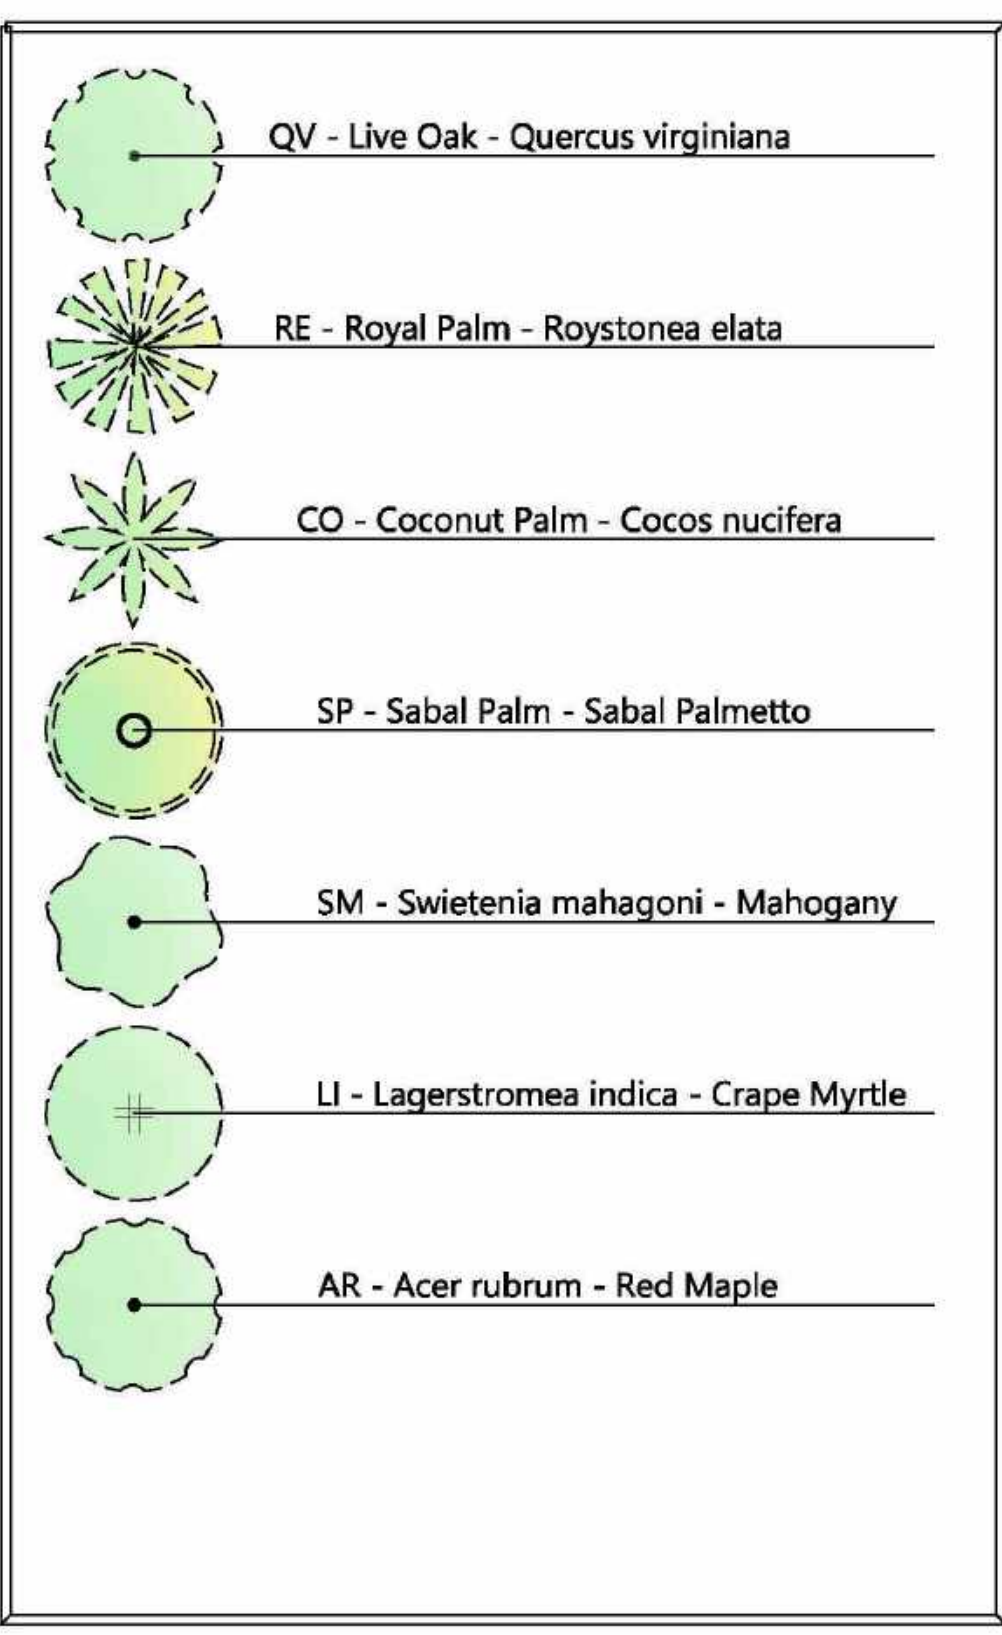 QV - Live Oak - Quercus virginiana
RE - Royal Palm - Roystonea elata
CO - Coconut Palm - Cocos nucifera
SP - Sabal Palm - Sabal Palmetto
SM - Swietenia mahagoni - Mahogany
LI - Lagerstromea indica - Crape Myrtle
AR - Acer rubrum - Red Maple